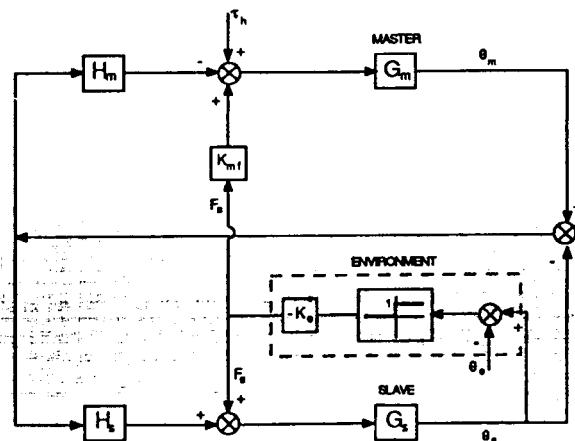 τh
MASTER
+
-
Hm
Gm
θm
+
Kmf
Fs
-
ENVIRONMENT
1
-Ke
-
+
θe
Fs
SLAVE
+
+
Hs
Gs
θs